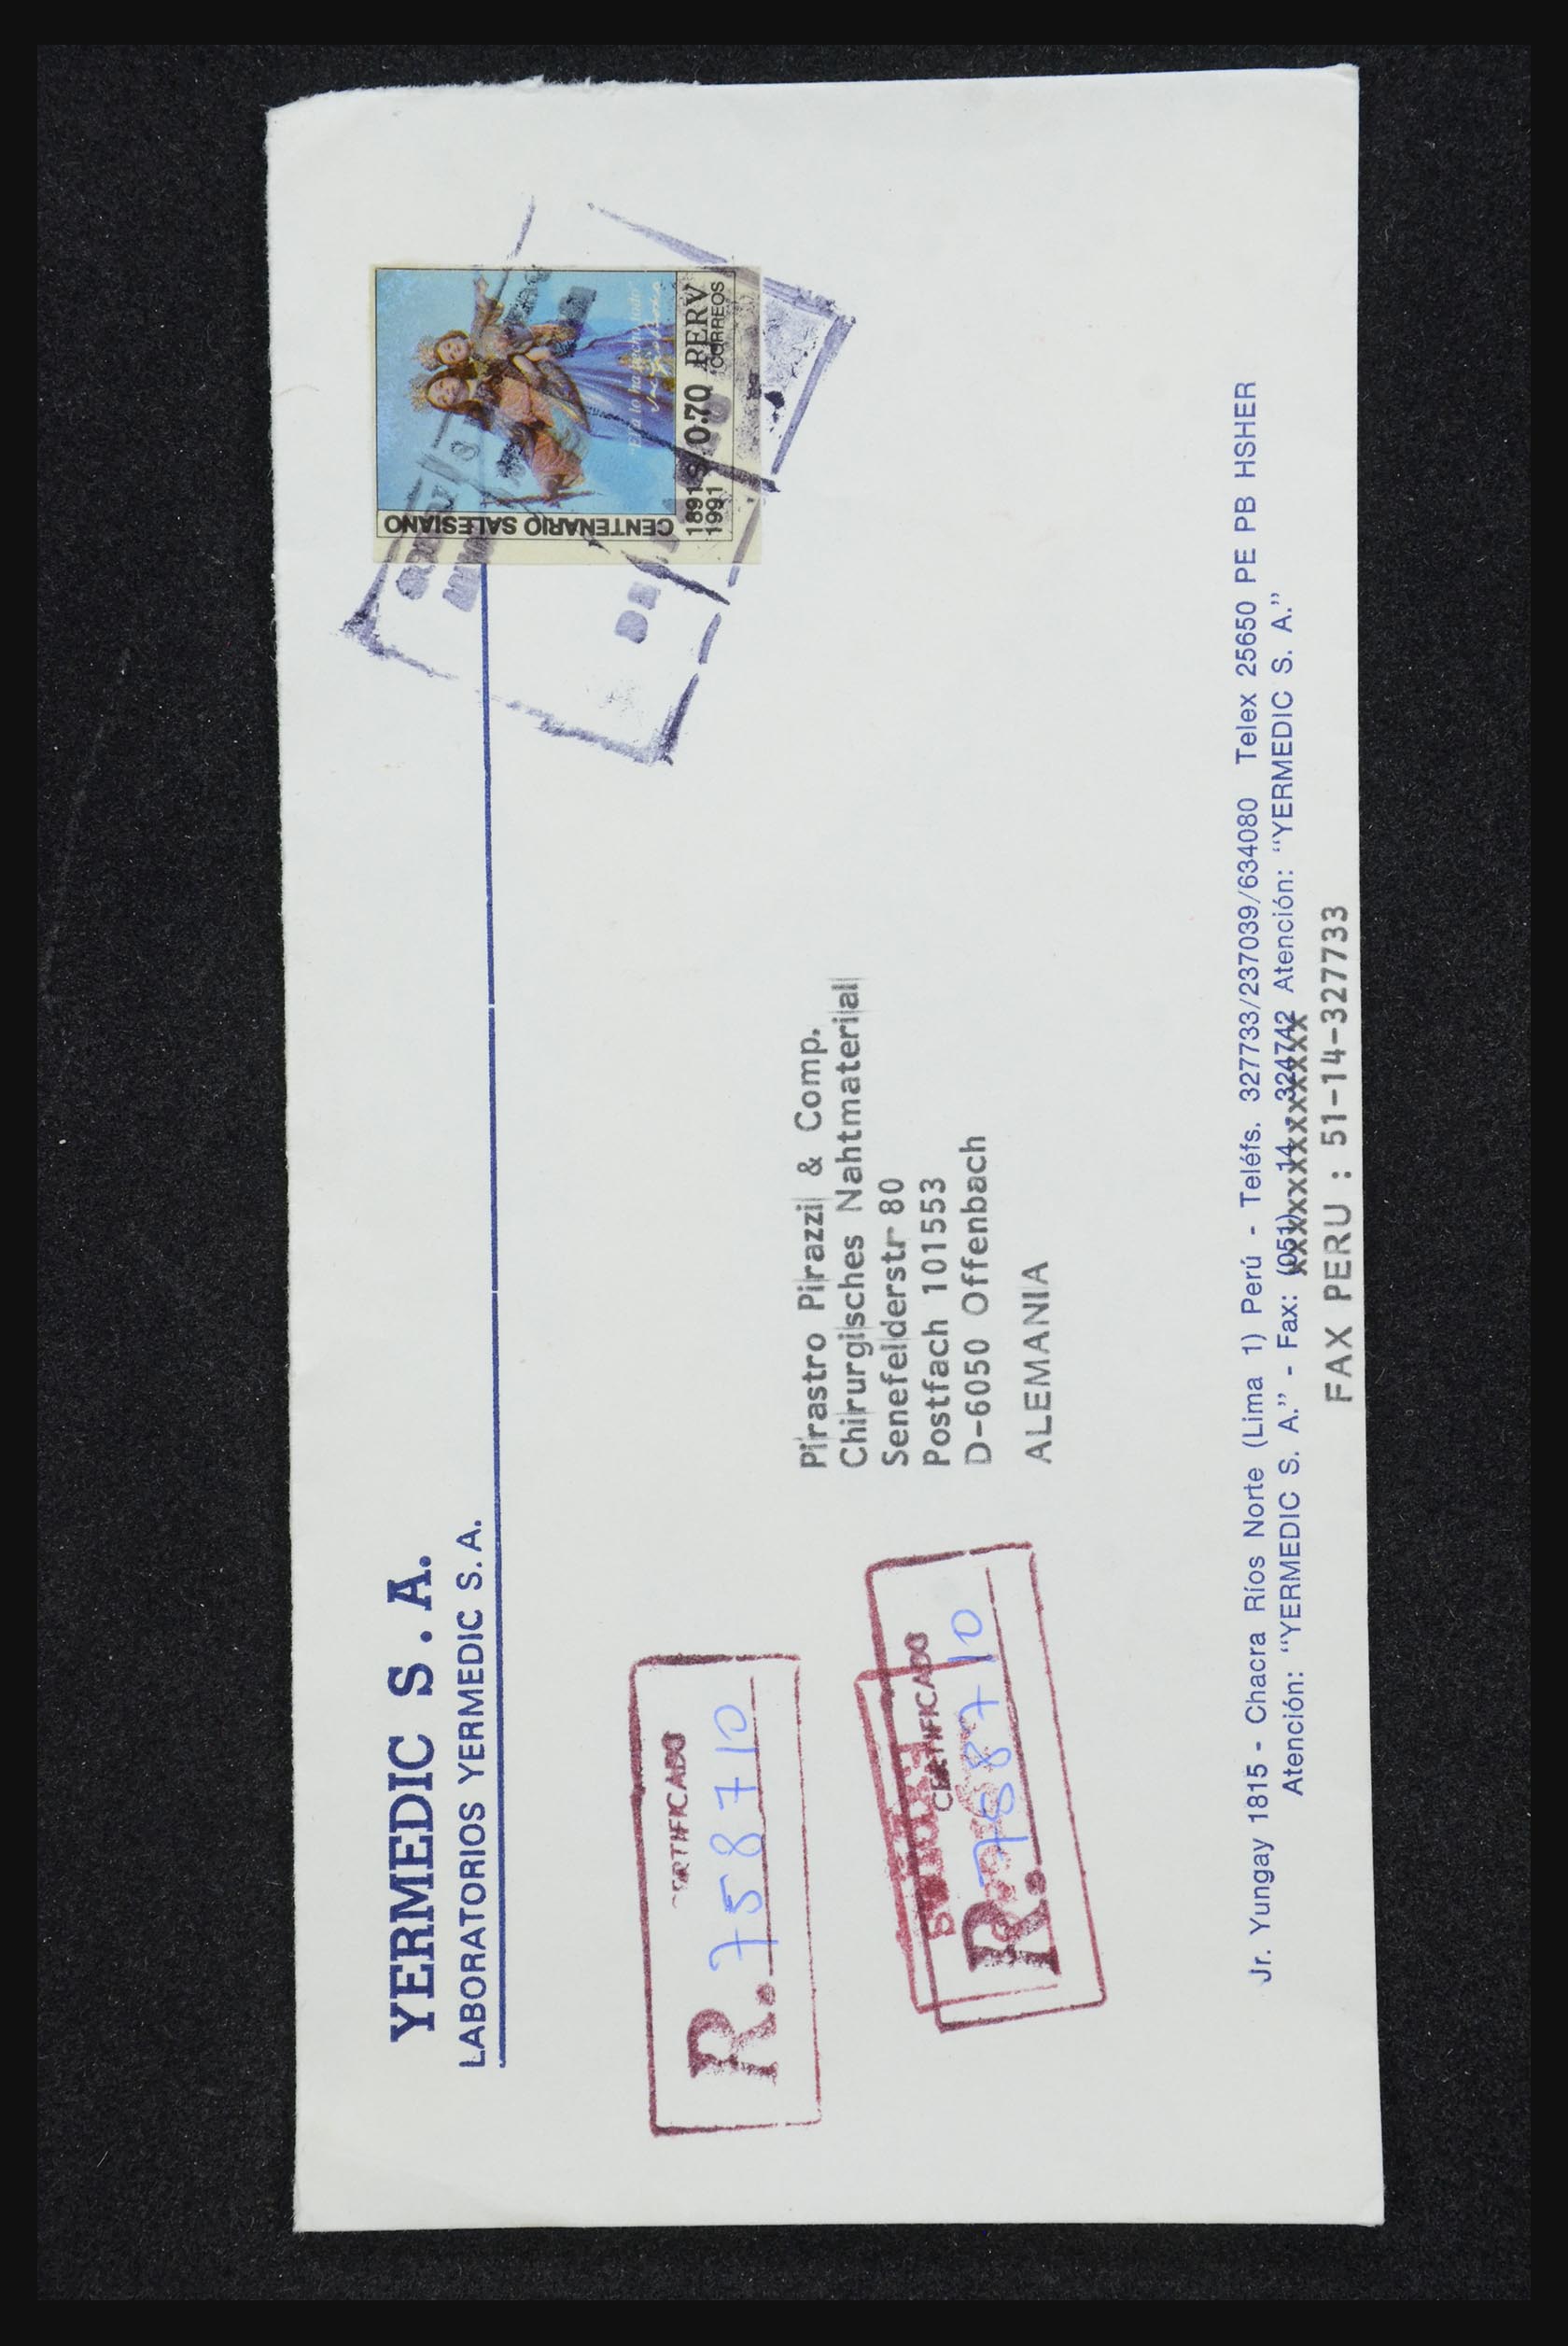 YERMEDIC S.A.
LABORATORIOS YERMEDIC S.A.
CENTENARIO SALESIANO
1891
1991
0.70
PERV
CORREOS
CERTIFICADO
R. 758710
CERTIFICADO
R. 758710
Pirastro Pirazzi & Comp.
Chirurgisches Nahtmaterial
Senefelderstr 80
Postfach 101553
D-6050 Offenbach
ALEMANIA
Jr. Yungay 1815 - Chacra Ríos Norte (Lima 1) Perú - Teléfs. 327733/237039/634080 Telex 25650 PE PB HSHER
Atención: “YERMEDIC S. A.” - Fax: (051) 14 - 324742 Atención: “YERMEDIC S. A.”
FAX PERU : 51-14-327733